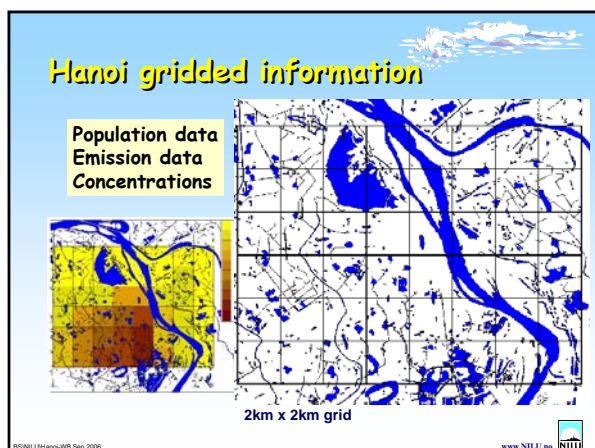 Hanoi gridded information
Population data
Emission data
Concentrations
2km x 2km grid
BS\NILU\Hanoi-WB Sep 2006
www.NILU.no
NILU